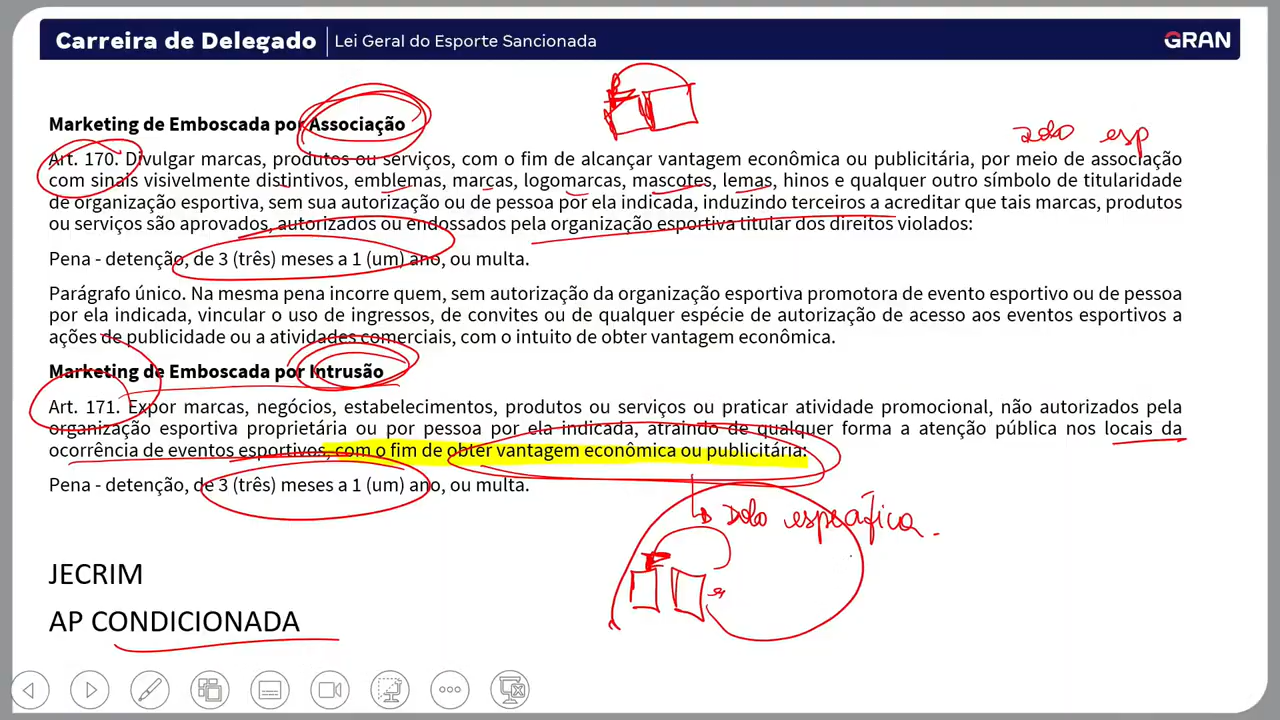 Carreira de Delegado | Lei Geral do Esporte Sancionada
GRAN
Marketing de Emboscada por Associação
dolo esp
Art. 170. Divulgar marcas, produtos ou serviços, com o fim de alcançar vantagem econômica ou publicitária, por meio de associação
com sinais visivelmente distintivos, emblemas, marcas, logomarcas, mascotes, lemas, hinos e qualquer outro símbolo de titularidade
de organização esportiva, sem sua autorização ou de pessoa por ela indicada, induzindo terceiros a acreditar que tais marcas, produtos
ou serviços são aprovados, autorizados ou endossados pela organização esportiva titular dos direitos violados:
Pena - detenção, de 3 (três) meses a 1 (um) ano, ou multa.
Parágrafo único. Na mesma pena incorre quem, sem autorização da organização esportiva promotora de evento esportivo ou de pessoa
por ela indicada, vincular o uso de ingressos, de convites ou de qualquer espécie de autorização de acesso aos eventos esportivos a
ações de publicidade ou a atividades comerciais, com o intuito de obter vantagem econômica.
Marketing de Emboscada por Intrusão
Art. 171. Expor marcas, negócios, estabelecimentos, produtos ou serviços ou praticar atividade promocional, não autorizados pela
organização esportiva proprietária ou por pessoa por ela indicada, atraindo de qualquer forma a atenção pública nos locais da
ocorrência de eventos esportivos, com o fim de obter vantagem econômica ou publicitária:
Pena - detenção, de 3 (três) meses a 1 (um) ano, ou multa.
dolo específico.
JECRIM
AP CONDICIONADA